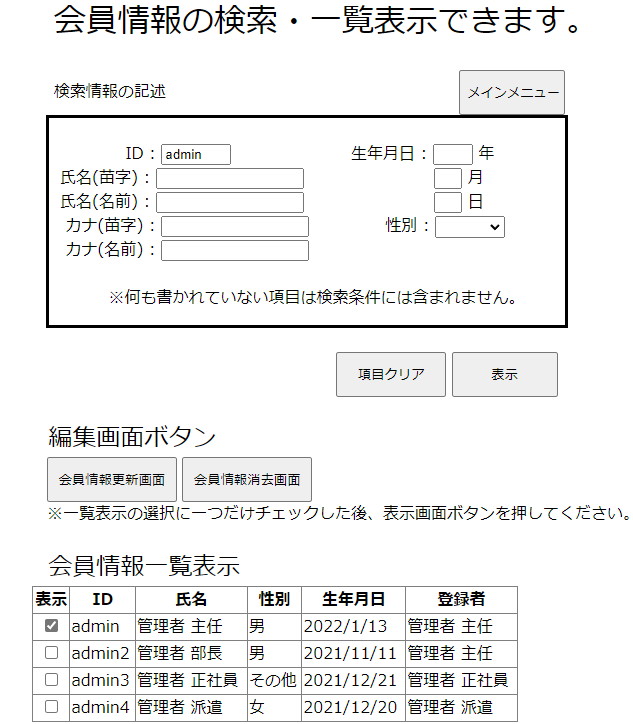 会員情報の検索・一覧表示できます。
検索情報の記述
メインメニュー
ID : admin 生年月日 : 年
氏名(苗字) : 月
氏名(名前) : 日
カナ(苗字) : 性別 :
カナ(名前) :
※何も書かれていない項目は検索条件には含まれません。
項目クリア 表示
編集画面ボタン
会員情報更新画面 会員情報消去画面
※一覧表示の選択に一つだけチェックした後、表示画面ボタンを押してください。
会員情報一覧表示
表示 ID 氏名 性別 生年月日 登録者
admin 管理者 主任 男 2022/1/13 管理者 主任
admin2 管理者 部長 男 2021/11/11 管理者 主任
admin3 管理者 正社員 その他 2021/12/21 管理者 正社員
admin4 管理者 派遣 女 2021/12/20 管理者 派遣